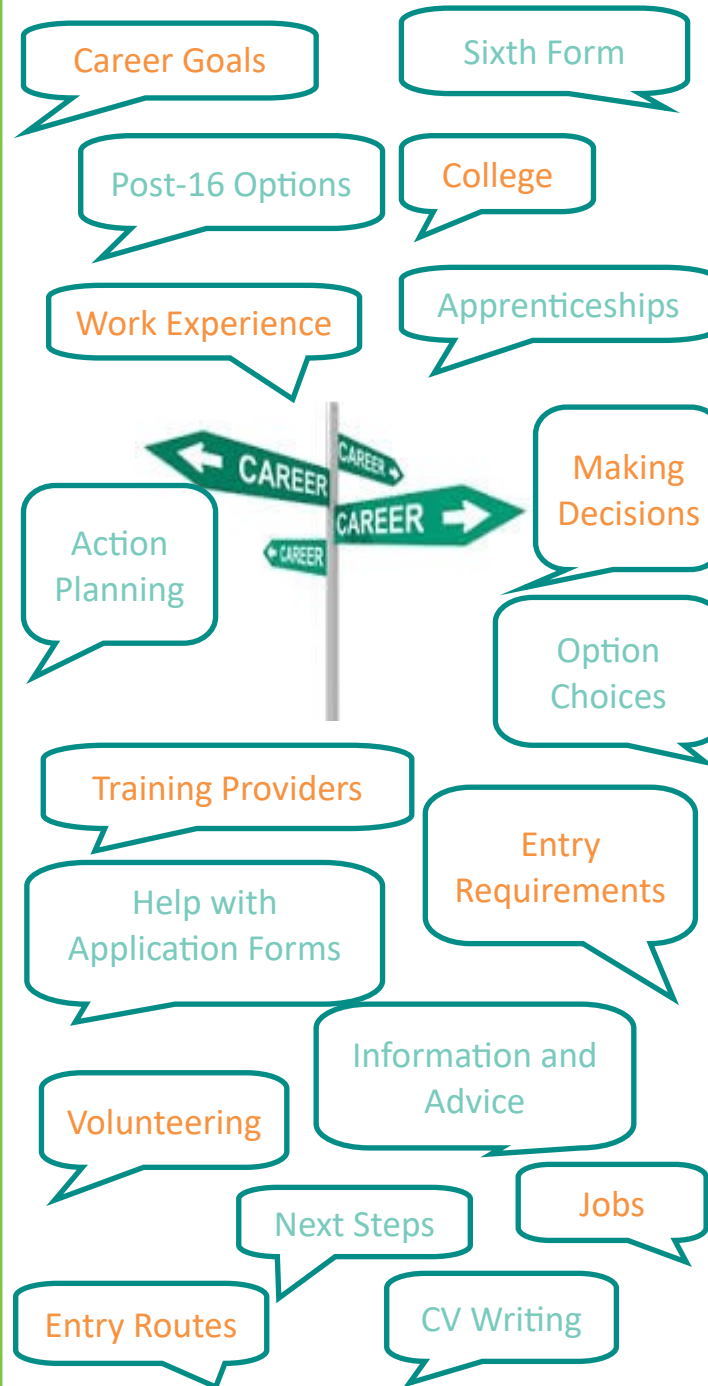 Career Goals
Sixth Form
Post-16 Options
College
Work Experience
Apprenticeships
CAREER
CAREER
CAREER
CAREER
Making
Decisions
Action
Planning
Option
Choices
Training Providers
Entry
Requirements
Help with
Application Forms
Information and
Advice
Volunteering
Jobs
Next Steps
Entry Routes
CV Writing